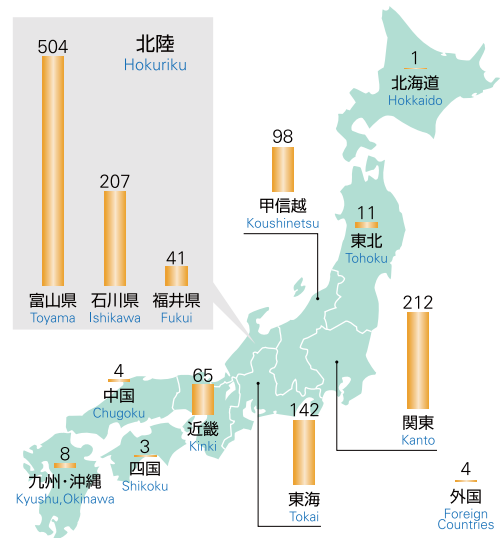 北陸
Hokuriku
504
富山県
Toyama
207
石川県
Ishikawa
41
福井県
Fukui
1
北海道
Hokkaido
98
甲信越
Koushinetsu
11
東北
Tohoku
212
関東
Kanto
4
中国
Chugoku
65
近畿
Kinki
142
東海
Tokai
8
九州・沖縄
Kyushu,Okinawa
3
四国
Shikoku
4
外国
Foreign
Countries